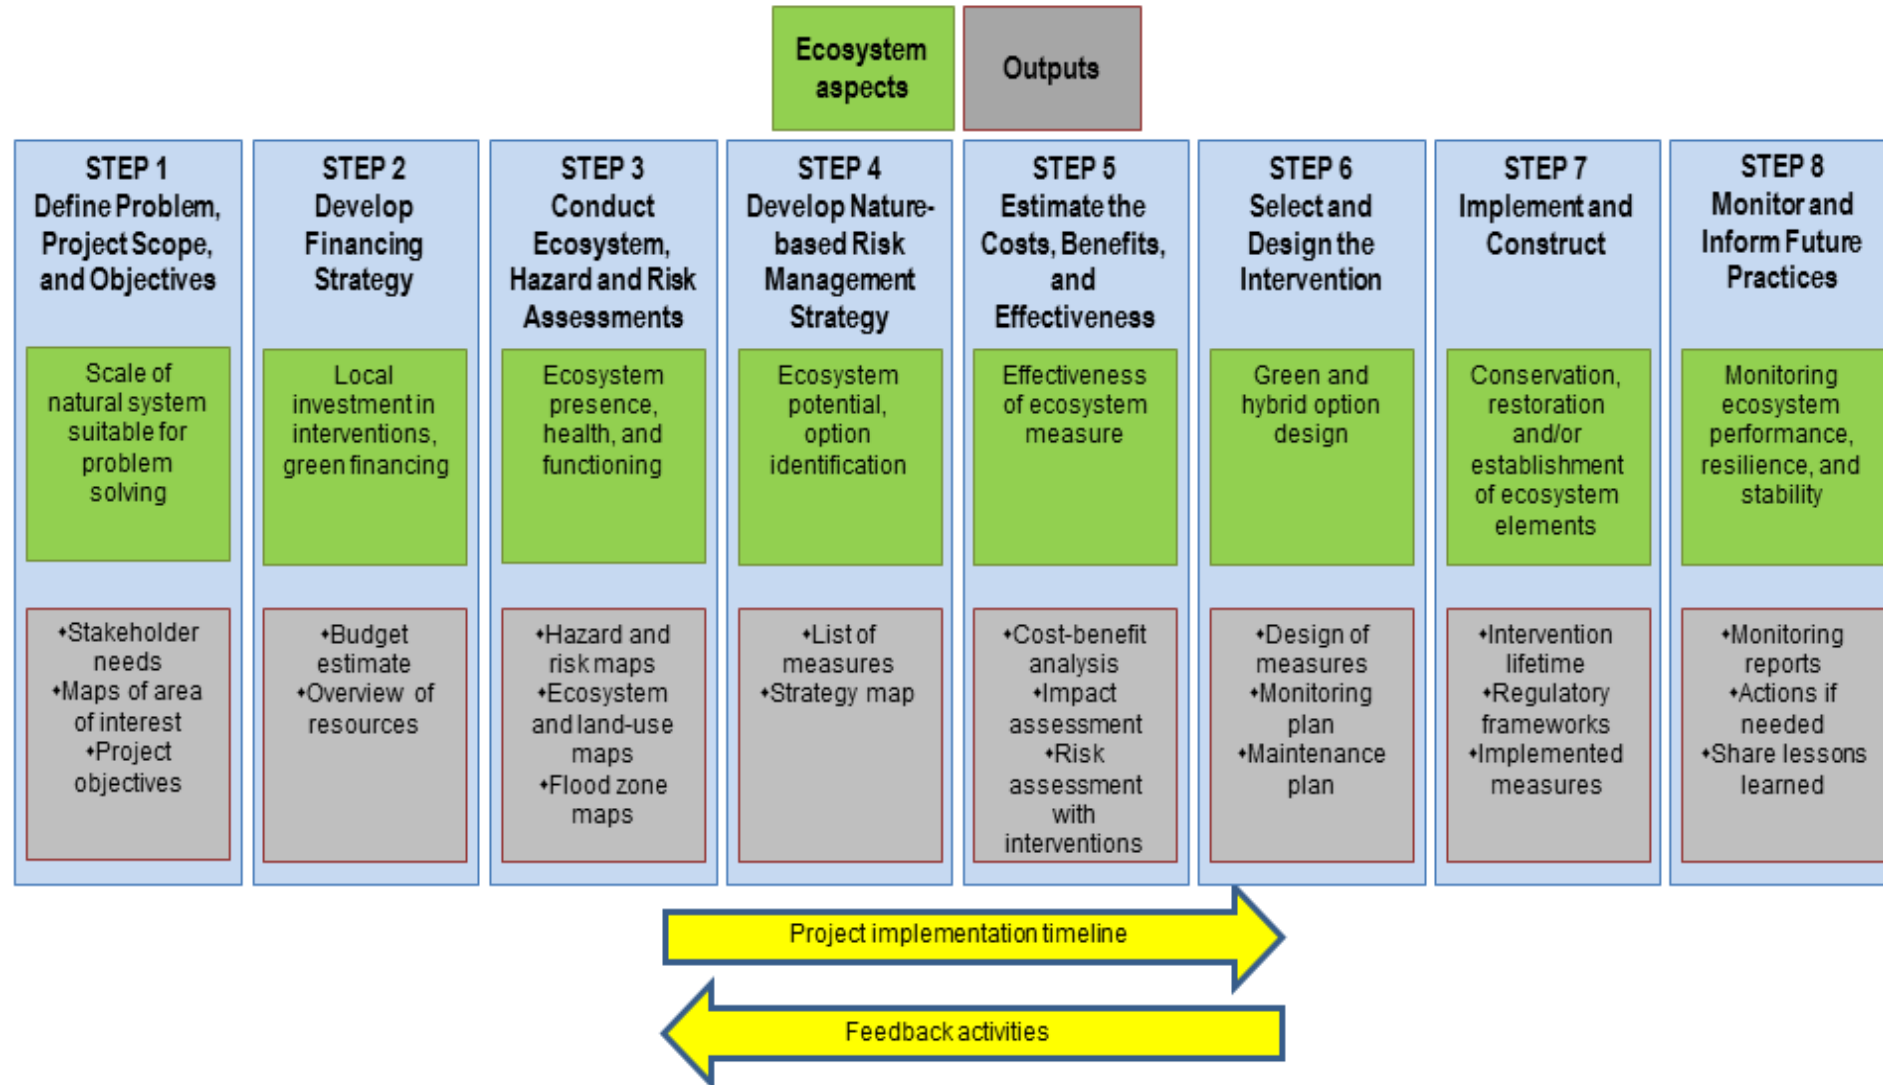 Ecosystem
aspects
Outputs
STEP 1
Define Problem,
Project Scope,
and Objectives
Scale of
natural system
suitable for
problem
solving
♦Stakeholder
needs
♦Maps of area
of interest
♦Project
objectives
STEP 2
Develop
Financing
Strategy
Local
investment in
interventions,
green financing
♦Budget
estimate
♦Overview of
resources
STEP 3
Conduct
Ecosystem,
Hazard and Risk
Assessments
Ecosystem
presence,
health, and
functioning
♦Hazard and
risk maps
♦Ecosystem
and land-use
maps
♦Flood zone
maps
STEP 4
Develop Nature-
based Risk
Management
Strategy
Ecosystem
potential,
option
identification
♦List of
measures
♦Strategy map
STEP 5
Estimate the
Costs, Benefits,
and
Effectiveness
Effectiveness
of ecosystem
measure
♦Cost-benefit
analysis
♦Impact
assessment
♦Risk
assessment
with
interventions
STEP 6
Select and
Design the
Intervention
Green and
hybrid option
design
♦Design of
measures
♦Monitoring
plan
♦Maintenance
plan
STEP 7
Implement and
Construct
Conservation,
restoration
and/or
establishment
of ecosystem
elements
♦Intervention
lifetime
♦Regulatory
frameworks
♦Implemented
measures
STEP 8
Monitor and
Inform Future
Practices
Monitoring
ecosystem
performance,
resilience, and
stability
♦Monitoring
reports
♦Actions if
needed
♦Share lessons
learned
Project implementation timeline
Feedback activities